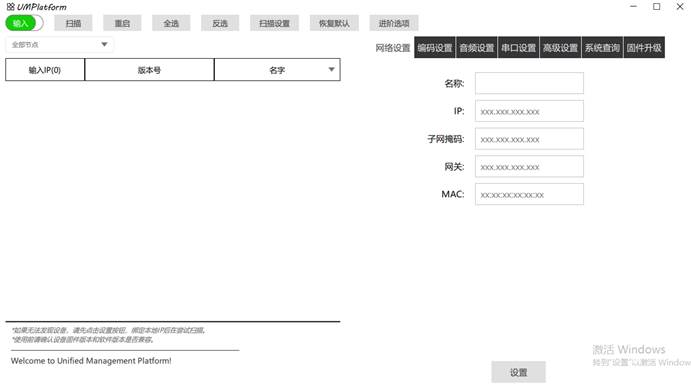 UMPlatform
输入 扫描 重启 全选 反选 扫描设置 恢复默认 进阶选项
全部节点
网络设置 编码设置 音频设置 串口设置 高级设置 系统查询 固件升级
输入IP(0) 版本号 名字
名称:
IP: xxx.xxx.xxx.xxx
子网掩码: xxx.xxx.xxx.xxx
网关: xxx.xxx.xxx.xxx
MAC: xx:xx:xx:xx:xx:xx
*如果无法发现设备，请先点击设置按钮，绑定本地IP后在尝试扫描。
*使用前请确认设备固件版本和软件版本是否兼容。
Welcome to Unified Management Platform!
设置
激活 Windows
转到"设置"以激活 Window